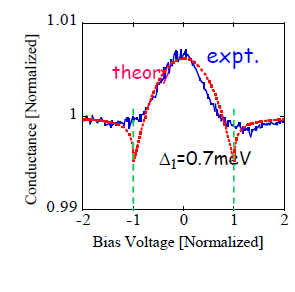 1.01
expt.
theory
1
Δ1=0.7meV
0.99
-2 -1 0 1 2
Conductance [Normalized]
Bias Voltage [Normalized]